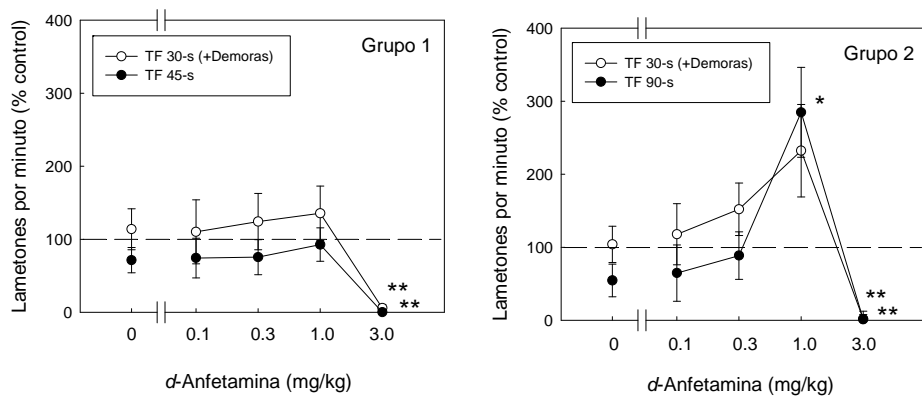 Grupo 1
TF 30-s (+Demoras)
TF 45-s
Lametones por minuto (% control)
400
300
200
100
0
**
**
0 0.1 0.3 1.0 3.0
d-Anfetamina (mg/kg)
Grupo 2
TF 30-s (+Demoras)
TF 90-s
Lametones por minuto (% control)
400
300
200
100
0
*
**
**
0 0.1 0.3 1.0 3.0
d-Anfetamina (mg/kg)